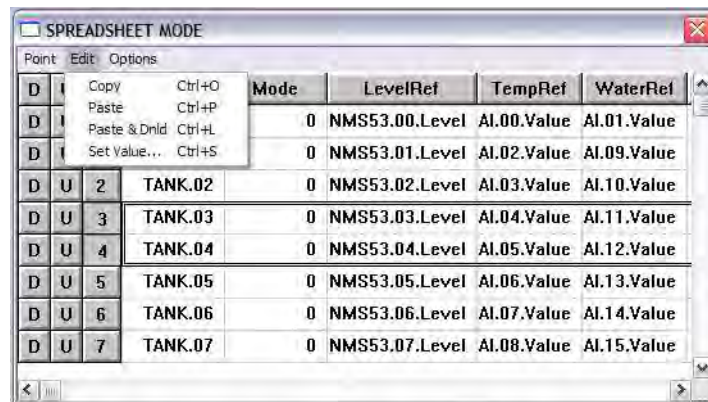 SPREADSHEET MODE
Point Edit Options
D Mode LevelRef TempRef WaterRef
Copy Ctrl+O
Paste Ctrl+P
Paste & Dnld Ctrl+L
Set Value... Ctrl+S
D 0 NMS53.00.Level AI.00.Value AI.01.Value
D 0 NMS53.01.Level AI.02.Value AI.09.Value
D U 2 TANK.02 0 NMS53.02.Level AI.03.Value AI.10.Value
D U 3 TANK.03 0 NMS53.03.Level AI.04.Value AI.11.Value
D U 4 TANK.04 0 NMS53.04.Level AI.05.Value AI.12.Value
D U 5 TANK.05 0 NMS53.05.Level AI.06.Value AI.13.Value
D U 6 TANK.06 0 NMS53.06.Level AI.07.Value AI.14.Value
D U 7 TANK.07 0 NMS53.07.Level AI.08.Value AI.15.Value